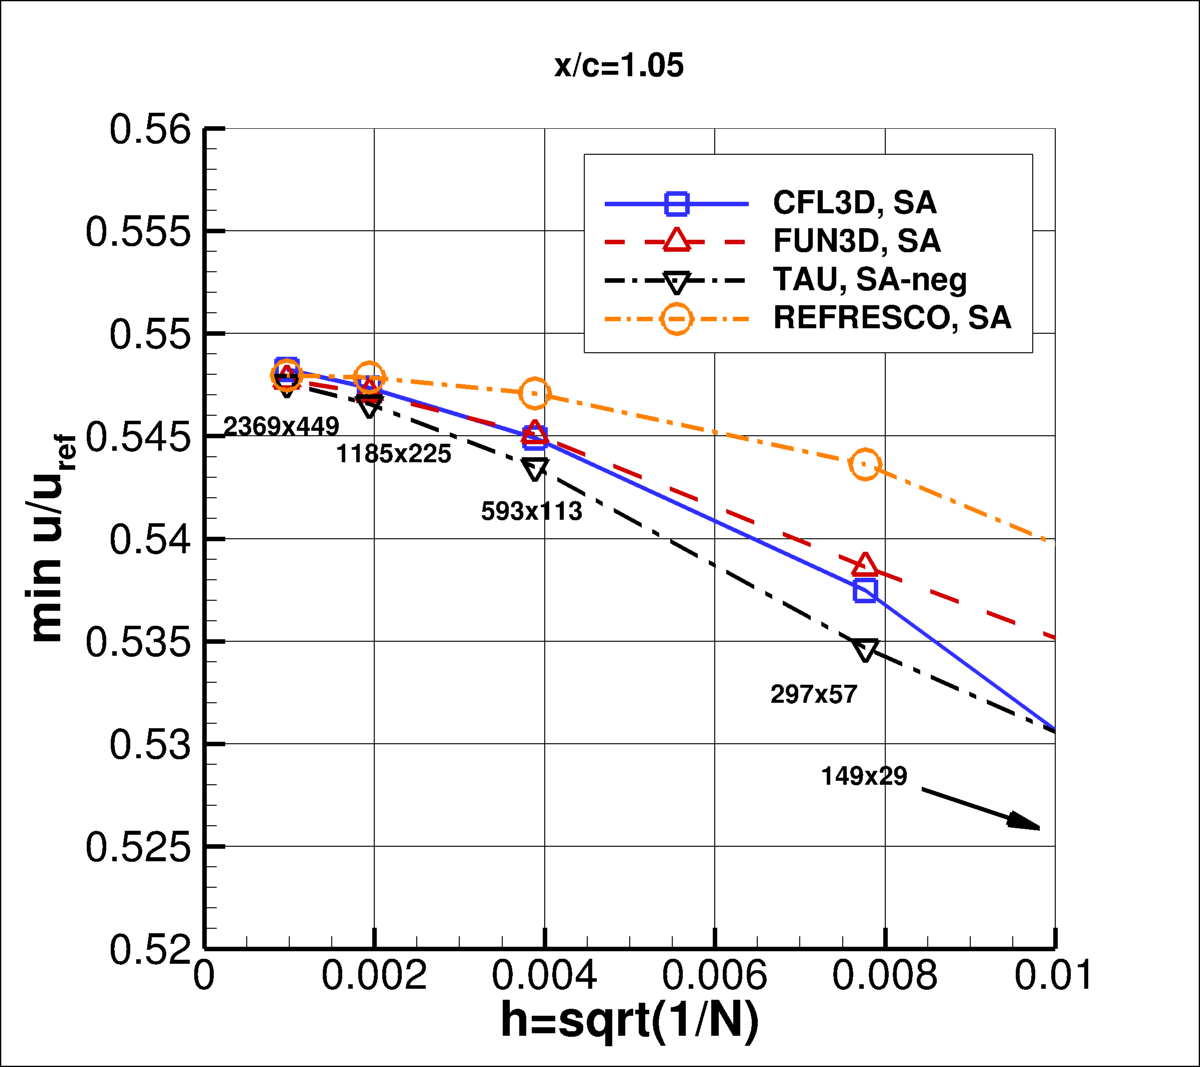 x/c=1.05
0.56
0.555
0.55
0.545
0.54
0.535
0.53
0.525
0.52
min u/u_ref
CFL3D, SA
FUN3D, SA
TAU, SA-neg
REFRESCO, SA
2369x449
1185x225
593x113
297x57
149x29
0 0.002 0.004 0.006 0.008 0.01
h=sqrt(1/N)